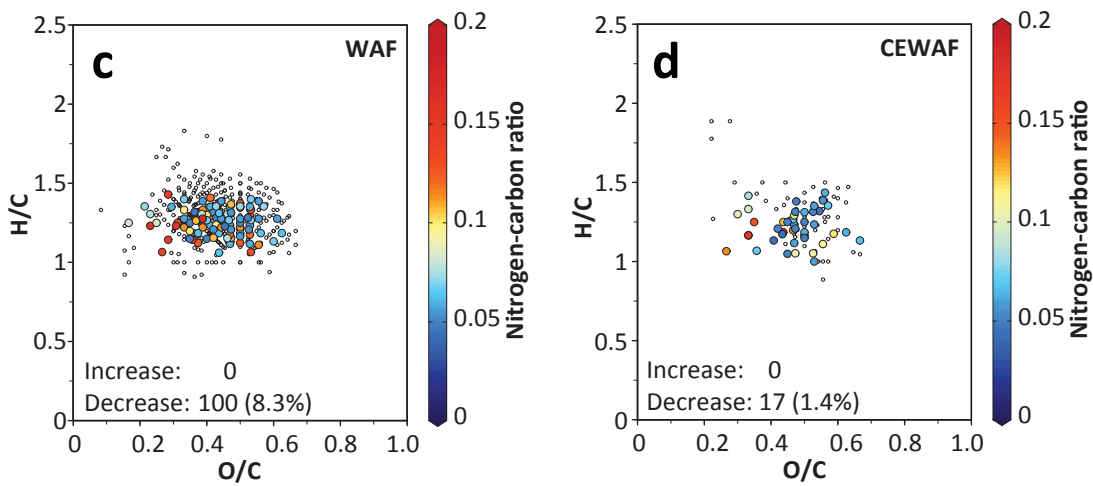 c
WAF
2.5
2
1.5
1
0.5
0
H/C
Increase: 0
Decrease: 100 (8.3%)
0 0.2 0.4 0.6 0.8 1.0
O/C
0.2
0.15
0.1
0.05
0
Nitrogen-carbon ratio
d
CEWAF
2.5
2
1.5
1
0.5
0
H/C
Increase: 0
Decrease: 17 (1.4%)
0 0.2 0.4 0.6 0.8 1.0
O/C
0.2
0.15
0.1
0.05
0
Nitrogen-carbon ratio